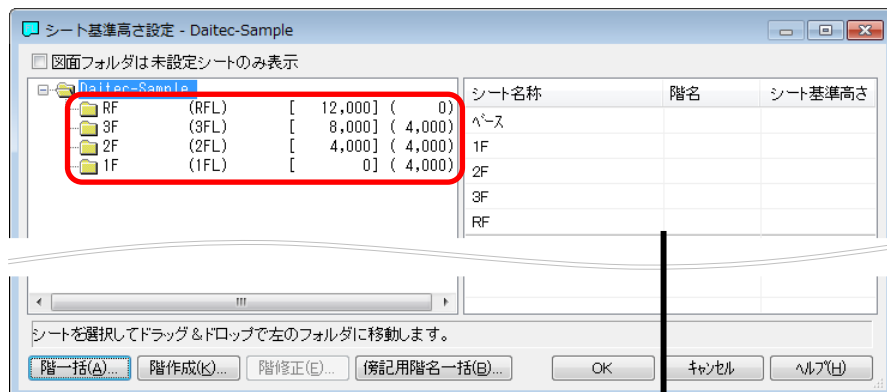 シート基準高さ設定 - Daitec-Sample
図面フォルダは未設定シートのみ表示
Daitec-Sample
RF (RFL) [ 12,000] ( 0)
3F (3FL) [ 8,000] ( 4,000)
2F (2FL) [ 4,000] ( 4,000)
1F (1FL) [ 0] ( 4,000)
シート名称 階名 シート基準高さ
ベース
1F
2F
3F
RF
シートを選択してドラッグ&ドロップで左のフォルダに移動します。
階一括(A)... 階作成(K)... 階修正(E)... 傍記用階名一括(B)... OK キャンセル ヘルプ(H)